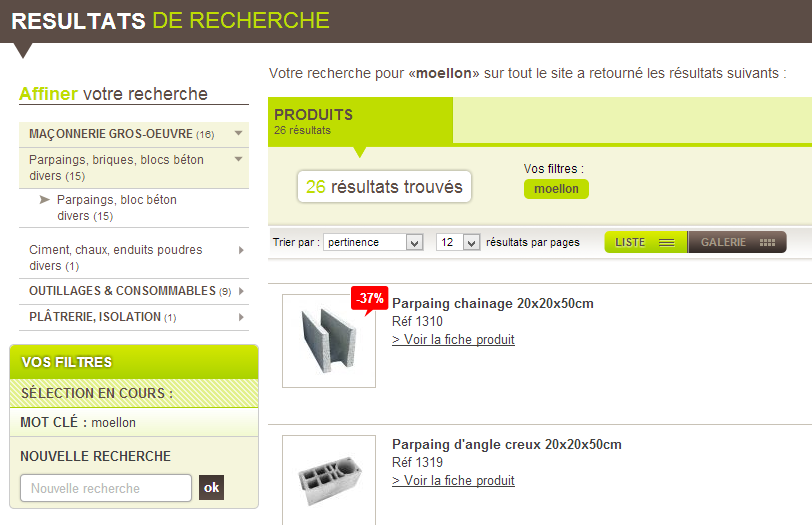 RESULTATS DE RECHERCHE
Votre recherche pour «moellon» sur tout le site a retourné les résultats suivants :
Affiner votre recherche
MAÇONNERIE GROS-OEUVRE (16)
Parpaings, briques, blocs béton
divers (15)
Parpaings, bloc béton
divers (15)
Ciment, chaux, enduits poudres
divers (1)
OUTILLAGES & CONSOMMABLES (9)
PLÂTRERIE, ISOLATION (1)
VOS FILTRES
SÉLECTION EN COURS :
MOT CLÉ : moellon
NOUVELLE RECHERCHE
Nouvelle recherche ok
PRODUITS
26 résultats
26 résultats trouvés
Vos filtres :
moellon
Trier par : pertinence 12 résultats par pages LISTE GALERIE
-37%
Parpaing chainage 20x20x50cm
Réf 1310
> Voir la fiche produit
Parpaing d'angle creux 20x20x50cm
Réf 1319
> Voir la fiche produit